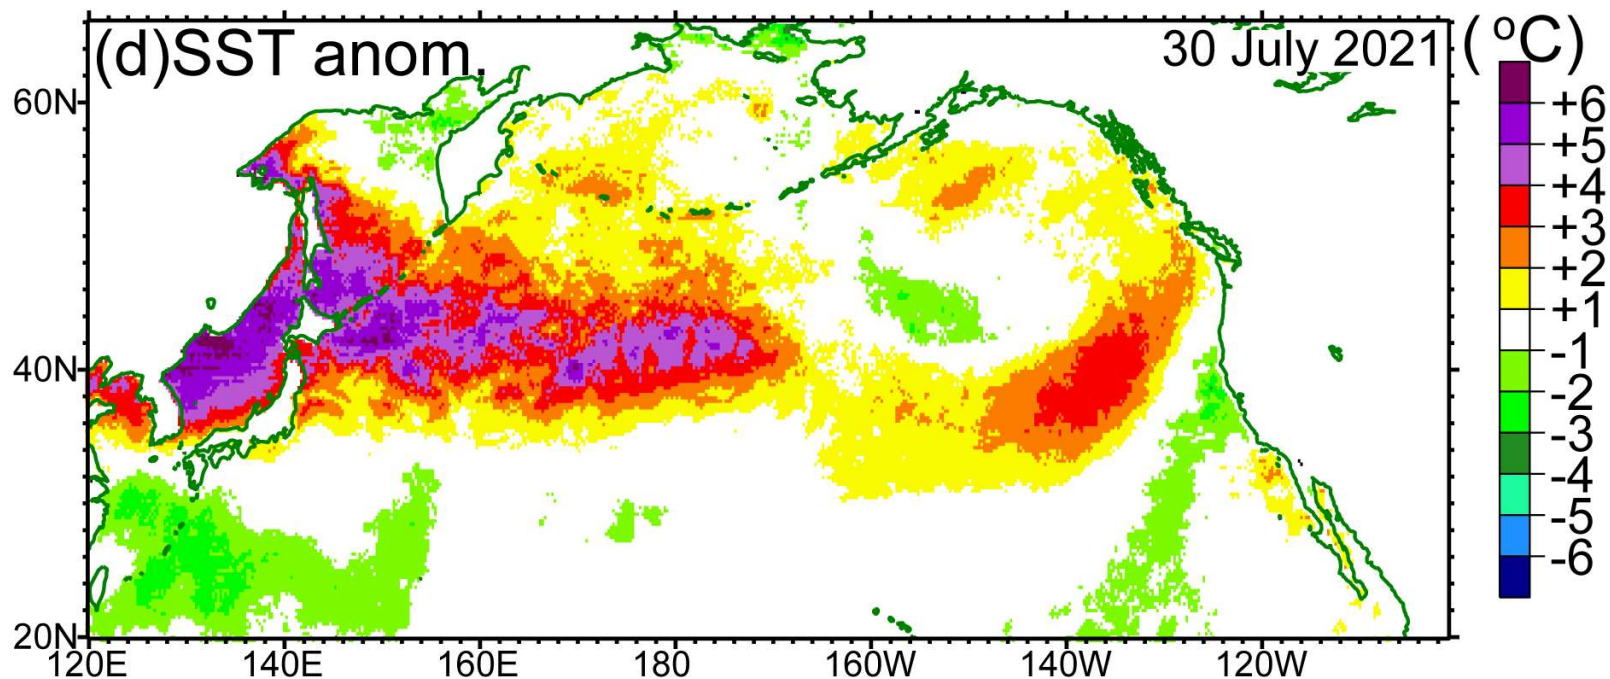 (d)SST anom.
30 July 2021
(°C)
60N
40N
20N
120E
140E
160E
180
160W
140W
120W
+6
+5
+4
+3
+2
+1
-1
-2
-3
-4
-5
-6